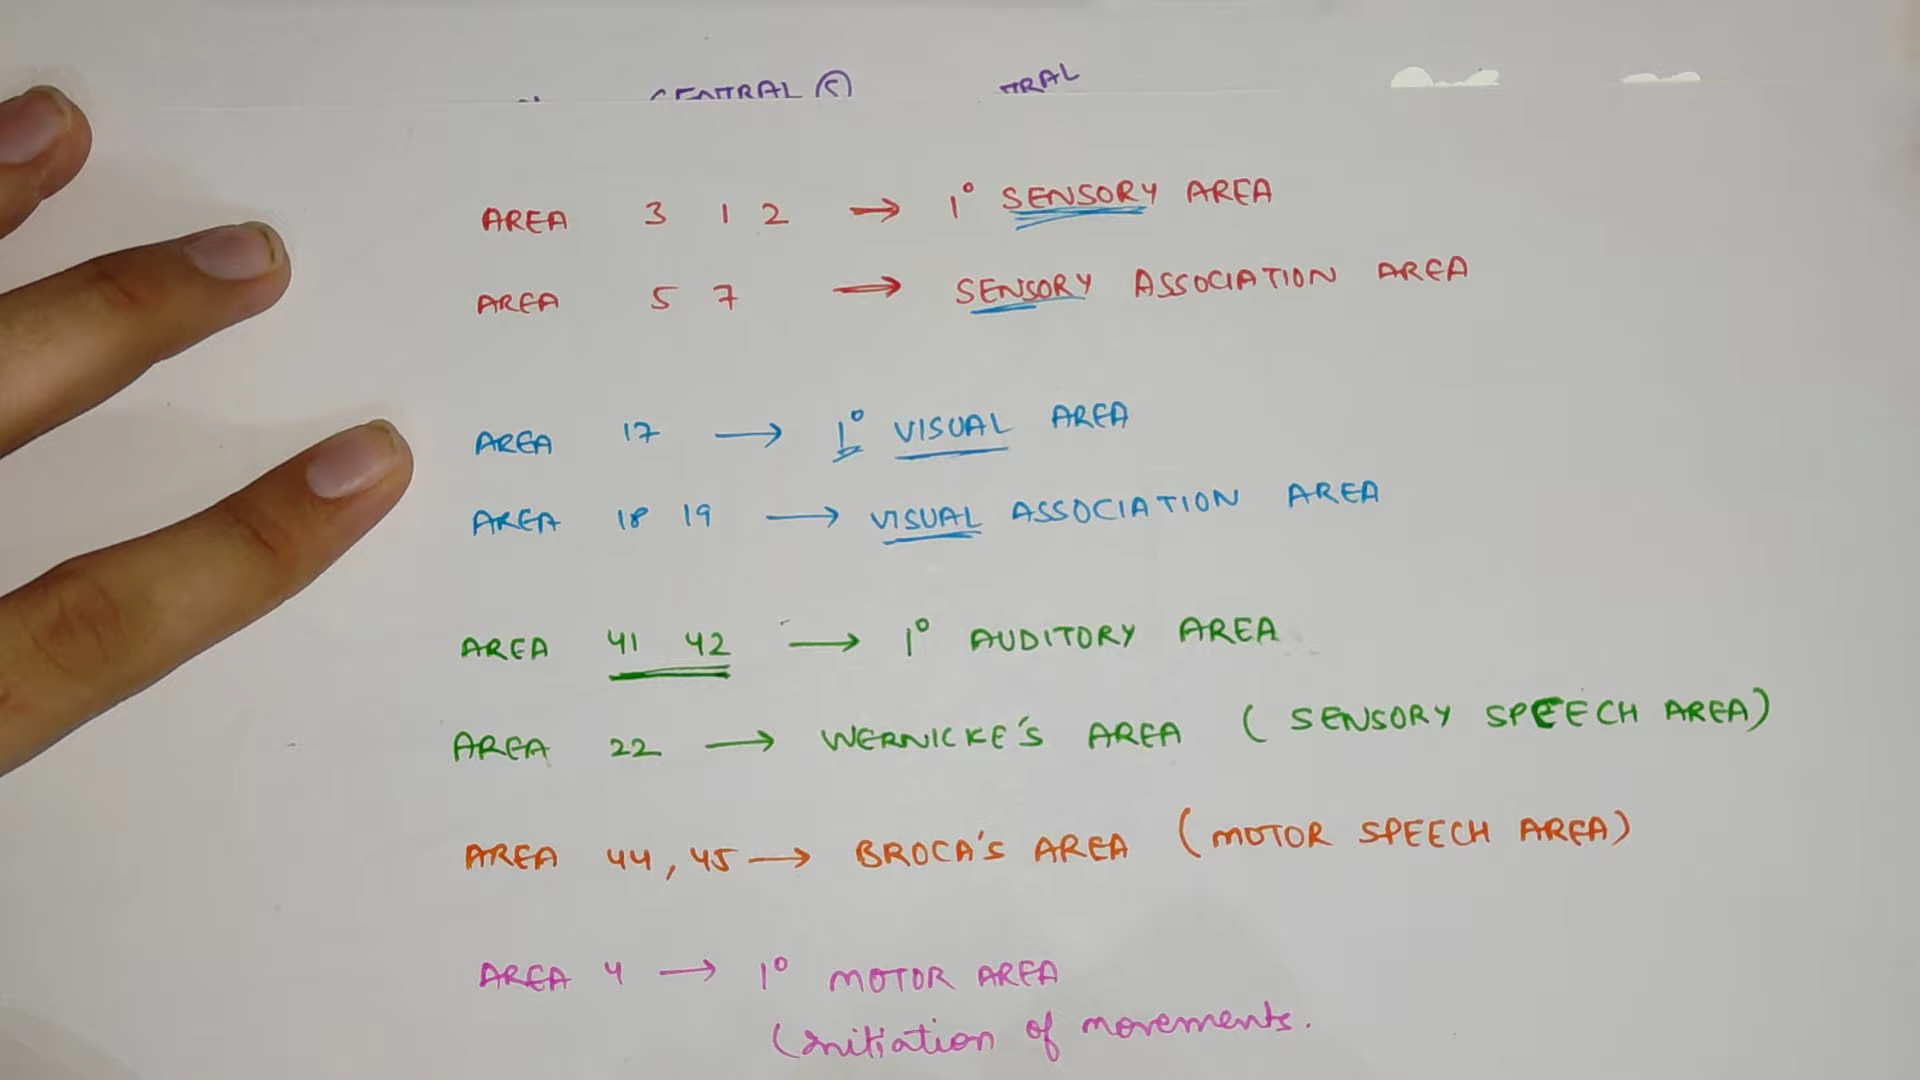 CENTRAL S TRAL
AREA 3 1 2 → 1° SENSORY AREA
AREA 5 7 → SENSORY ASSOCIATION AREA
AREA 17 → 1° VISUAL AREA
AREA 18 19 → VISUAL ASSOCIATION AREA
AREA 41 42 → 1° AUDITORY AREA
AREA 22 → WERNICKE'S AREA (SENSORY SPEECH AREA)
AREA 44, 45 → BROCA'S AREA (MOTOR SPEECH AREA)
AREA 4 → 1° MOTOR AREA
(Initiation of movements.